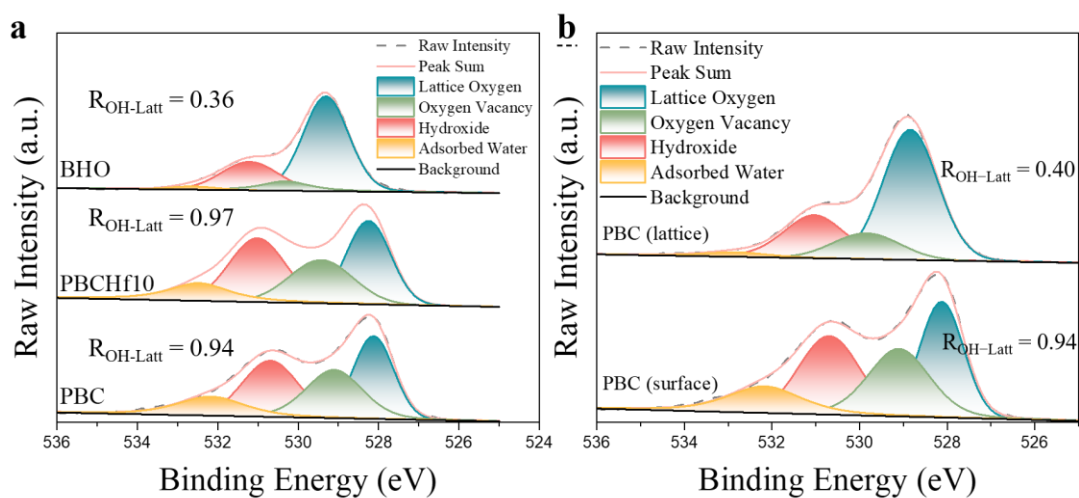 a
Raw Intensity (a.u.)
Raw Intensity
Peak Sum
Lattice Oxygen
Oxygen Vacancy
Hydroxide
Adsorbed Water
Background
R_OH-Latt = 0.36
BHO
R_OH-Latt = 0.97
PBCHf10
R_OH-Latt = 0.94
PBC
536 534 532 530 528 526 524
Binding Energy (eV)
b
Raw Intensity (a.u.)
Raw Intensity
Peak Sum
Lattice Oxygen
Oxygen Vacancy
Hydroxide
Adsorbed Water
Background
R_OH−Latt = 0.40
PBC (lattice)
R_OH−Latt = 0.94
PBC (surface)
536 534 532 530 528 526
Binding Energy (eV)